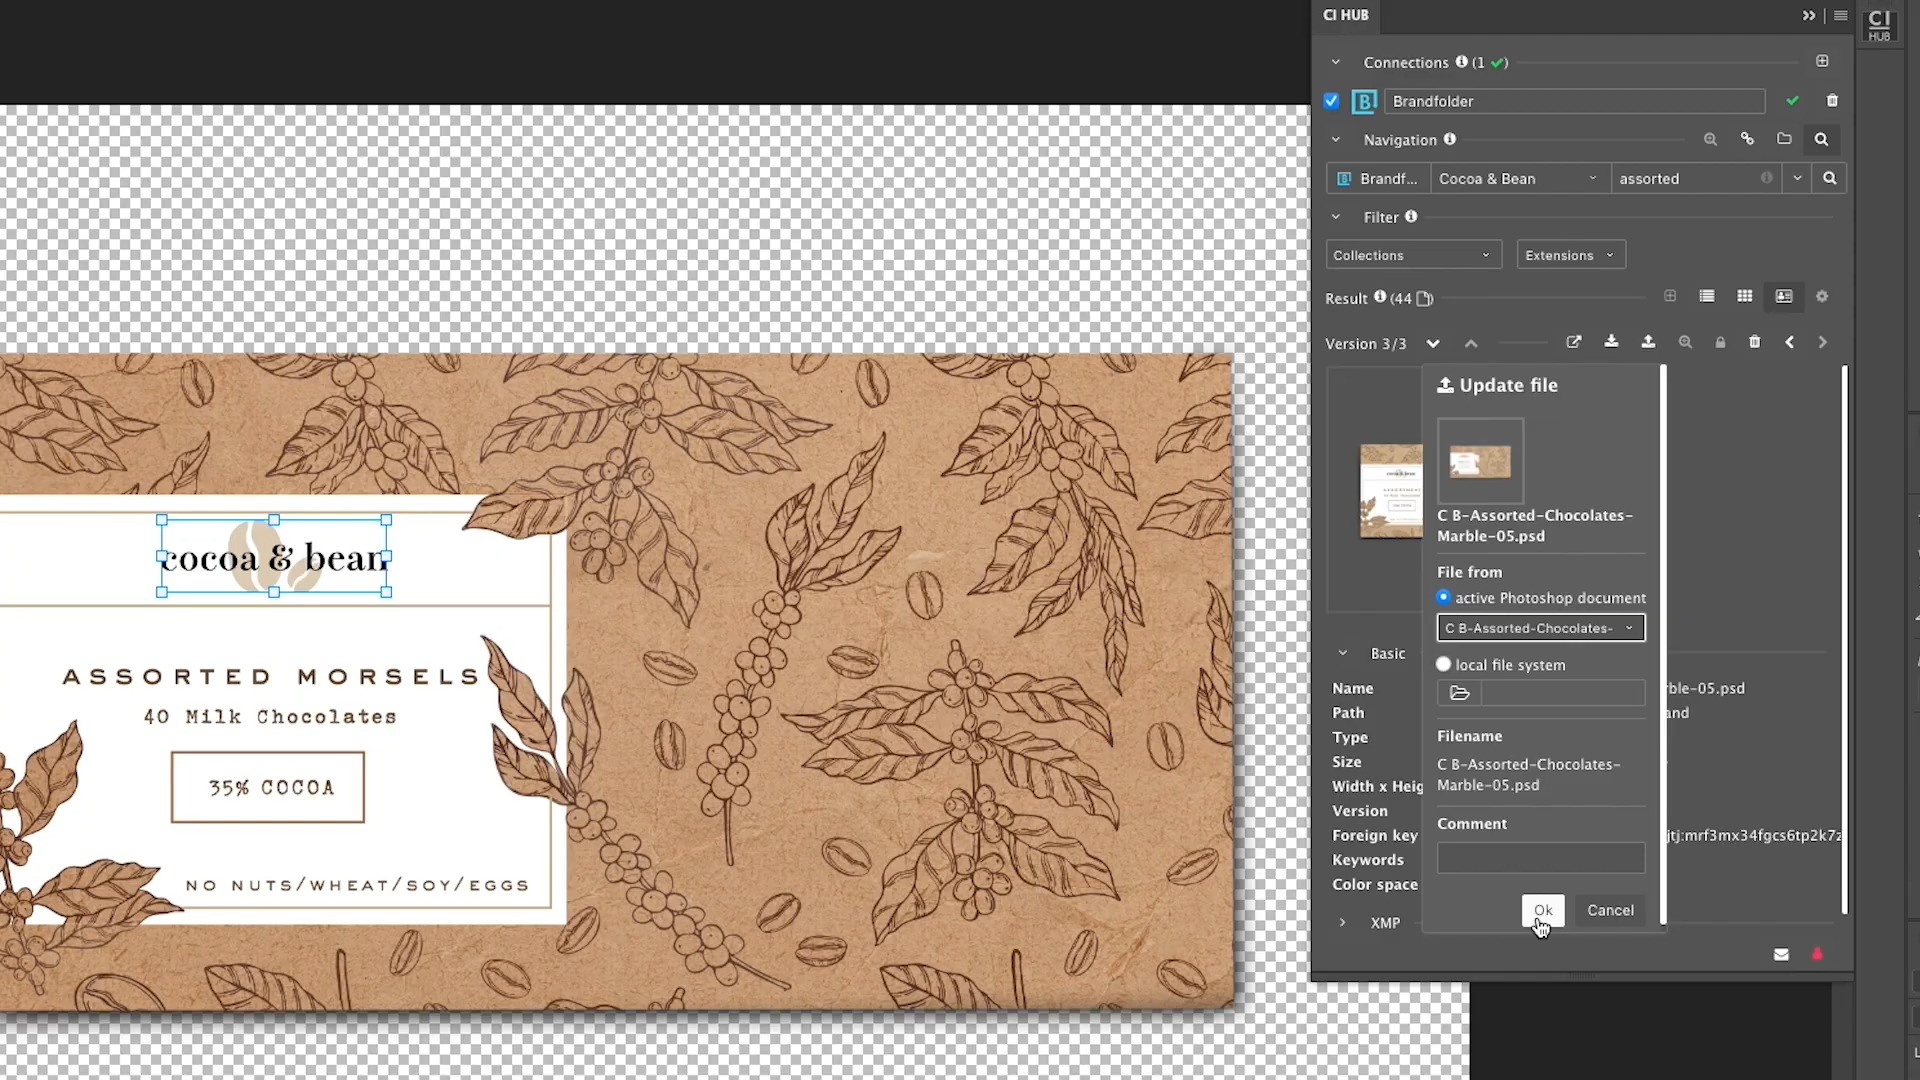 CI HUB
CI
HUB
Connections (1)
Brandfolder
Navigation
Brandf... Cocoa & Bean assorted
Filter
Collections Extensions
Result (44)
Version 3/3
Update file
C B-Assorted-Chocolates-
Marble-05.psd
File from
active Photoshop document
C B-Assorted-Chocolates-
local file system
Filename
C B-Assorted-Chocolates-
Marble-05.psd
Comment
Ok Cancel
Basic
Name ble-05.psd
Path and
Type
Size
Width x Heig
Version
Foreign key jtj:mrf3mx34fgcs6tp2k7z
Keywords
Color space
XMP
cocoa & bean
ASSORTED MORSELS
40 Milk Chocolates
35% COCOA
NO NUTS/WHEAT/SOY/EGGS